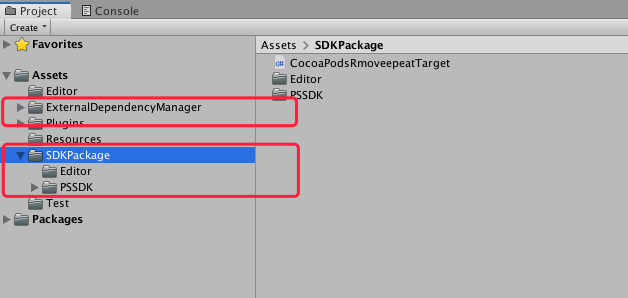 Project
Console
Create
Favorites
Assets
Editor
ExternalDependencyManager
Plugins
Resources
SDKPackage
Editor
PSSDK
Test
Packages
Assets > SDKPackage
c#
CocoaPodsRmoveepeatTarget
Editor
PSSDK